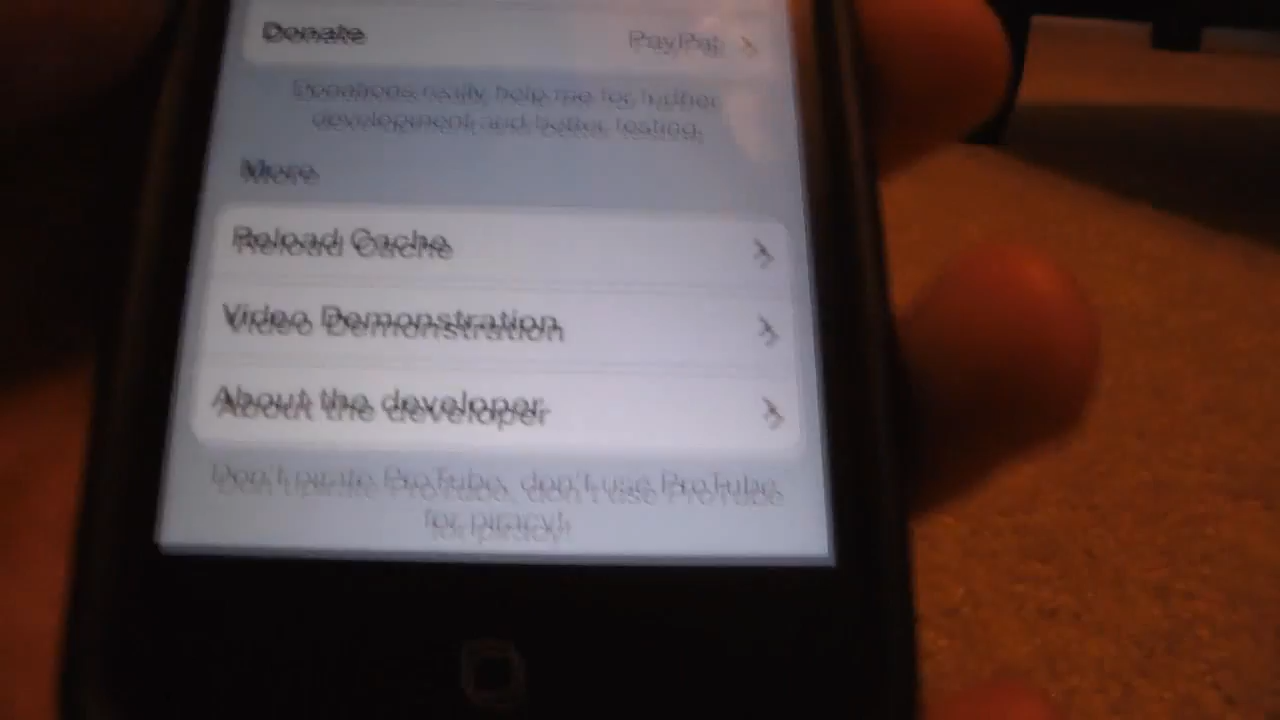 Donate PayPal
Donations really help me for further
development and better testing.
More
Reload Cache
Video Demonstration
About the developer
Don't pirate ProTube, don't use ProTube
for piracy!